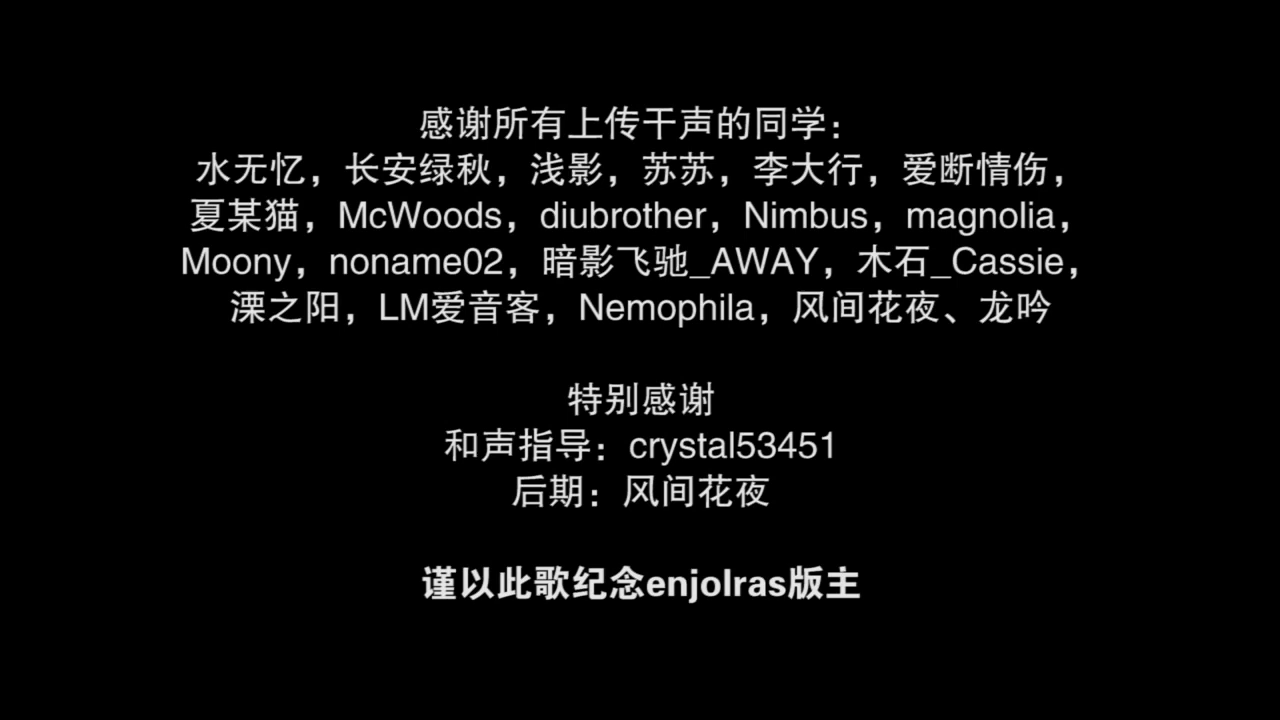 感谢所有上传干声的同学：
水无忆，长安绿秋，浅影，苏苏，李大行，爱断情伤，
夏某猫，McWoods，diubrother，Nimbus，magnolia，
Moony，noname02，暗影飞驰_AWAY，木石_Cassie，
溧之阳，LM爱音客，Nemophila，风间花夜、龙吟
特别感谢
和声指导：crystal53451
后期：风间花夜
谨以此歌纪念enjolras版主